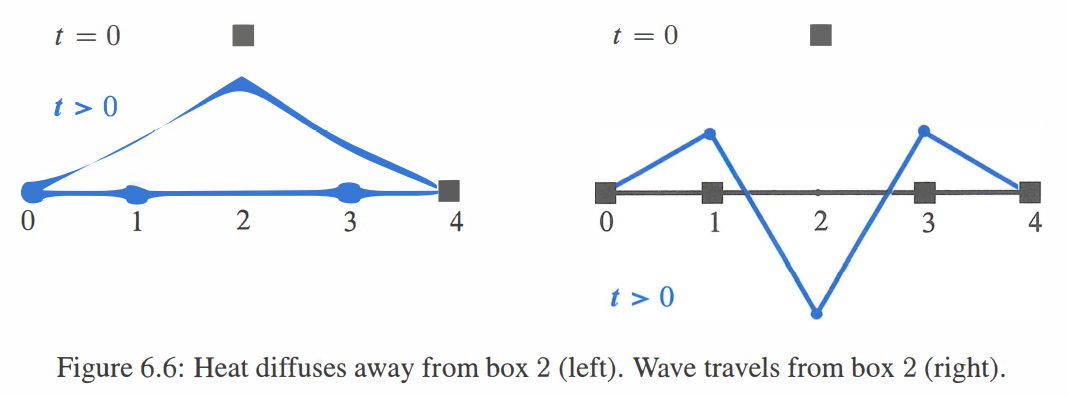 t = 0
t > 0
0 1 2 3 4
t = 0
0 1 2 3 4
t > 0
Figure 6.6: Heat diffuses away from box 2 (left). Wave travels from box 2 (right).